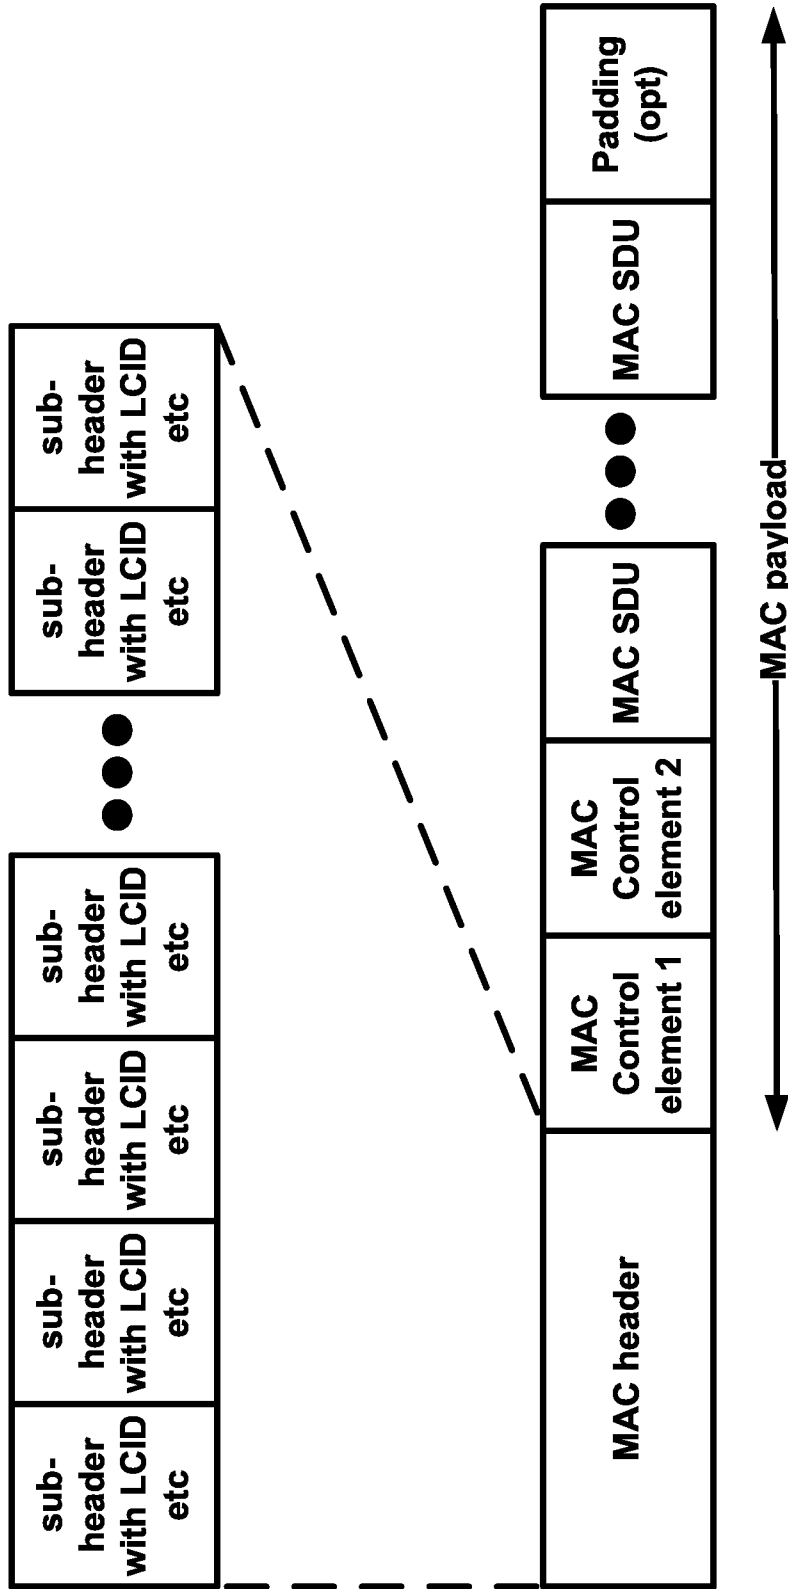 sub-
header
with LCID
etc
sub-
header
with LCID
etc
sub-
header
with LCID
etc
sub-
header
with LCID
etc
sub-
header
with LCID
etc
sub-
header
with LCID
etc
MAC header
MAC
Control
element 1
MAC
Control
element 2
MAC SDU
MAC SDU
Padding
(opt)
MAC payload